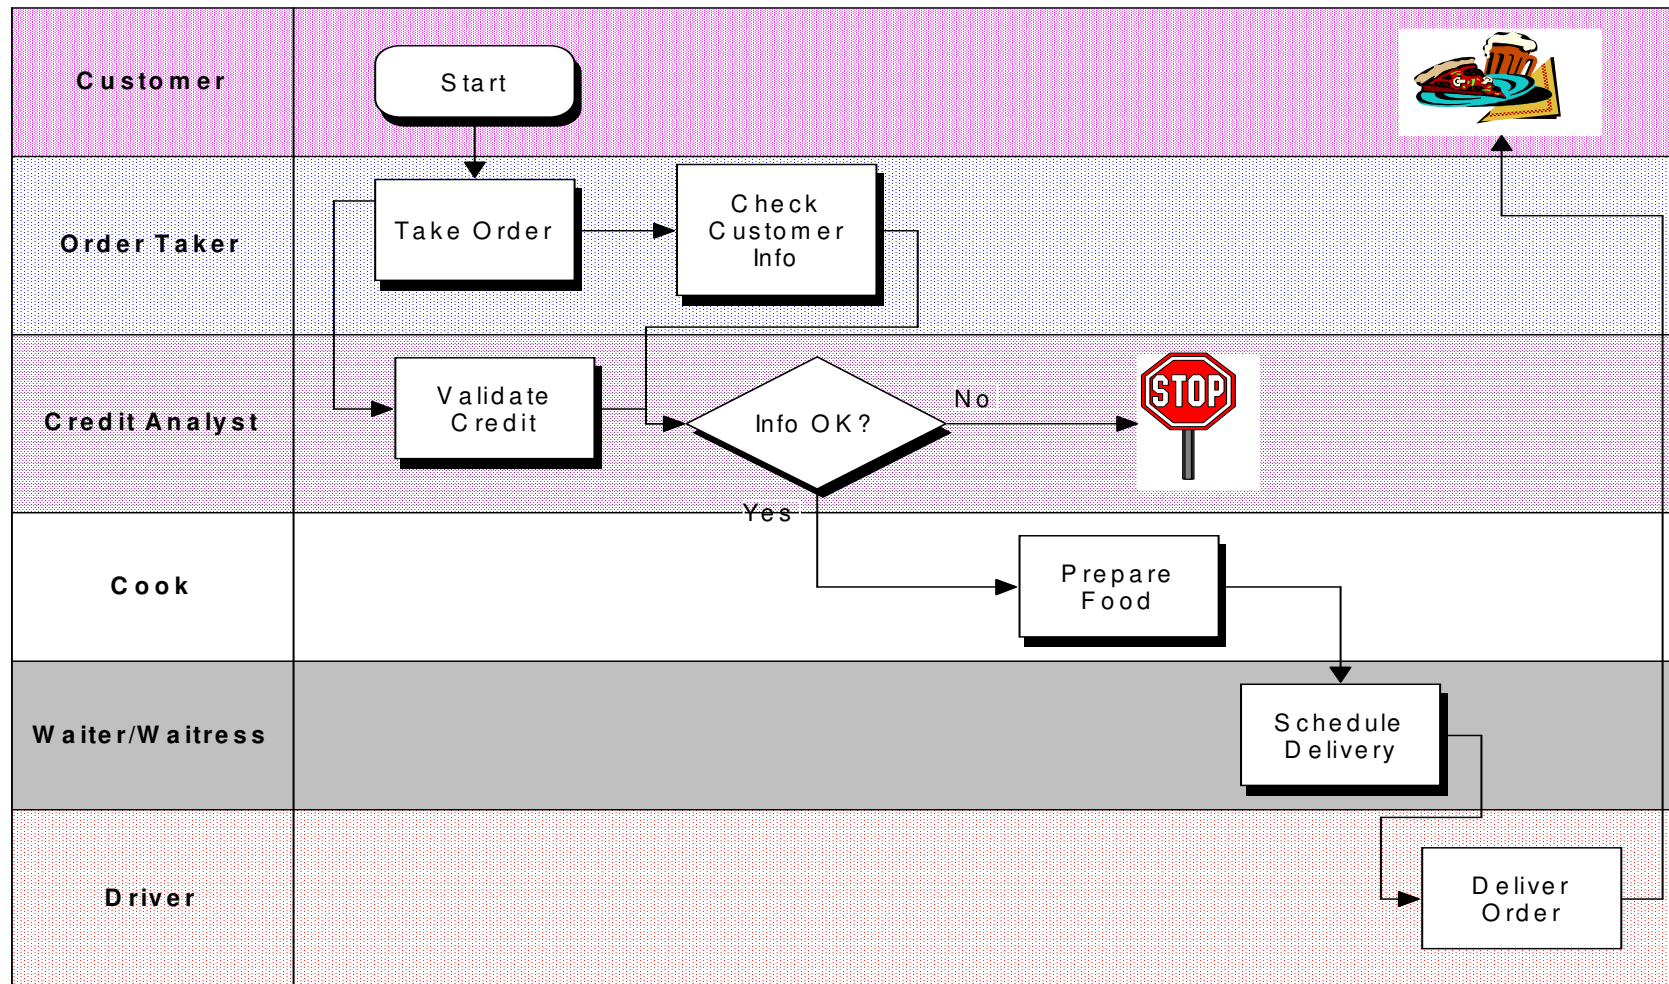 Customer
Start
Order Taker
Take Order
Check
Customer
Info
Credit Analyst
Validate
Credit
Info OK?
No
STOP
Yes
Cook
Prepare
Food
Waiter/Waitress
Schedule
Delivery
Driver
Deliver
Order